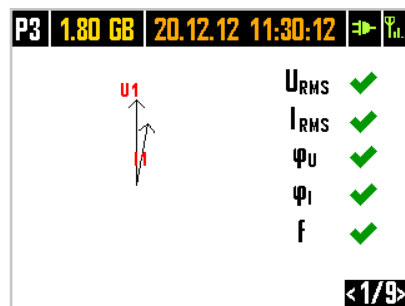 P3 1.80 GB 20.12.12 11:30:12
U1
I1
URMS
IRMS
φU
φI
f
<1/9>